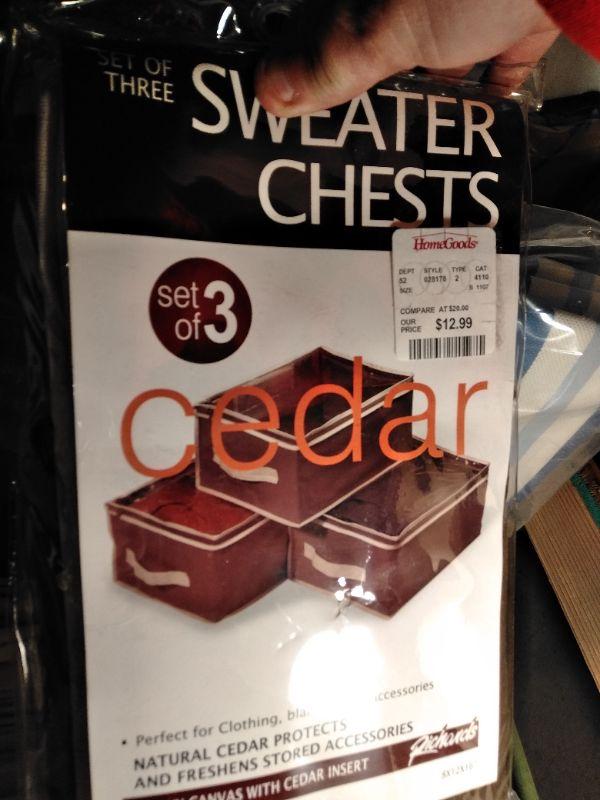 SET OF
THREE
SWEATER
CHESTS
HomeGoods
DEPT STYLE TYPE CAT
52 028178 2 4110
SIZE
COMPARE AT $20.00
OUR
PRICE $12.99
set
of 3
cedar
• Perfect for Clothing, accessories
NATURAL CEDAR PROTECTS
AND FRESHENS STORED ACCESSORIES
CANVAS WITH CEDAR INSERT
Richards